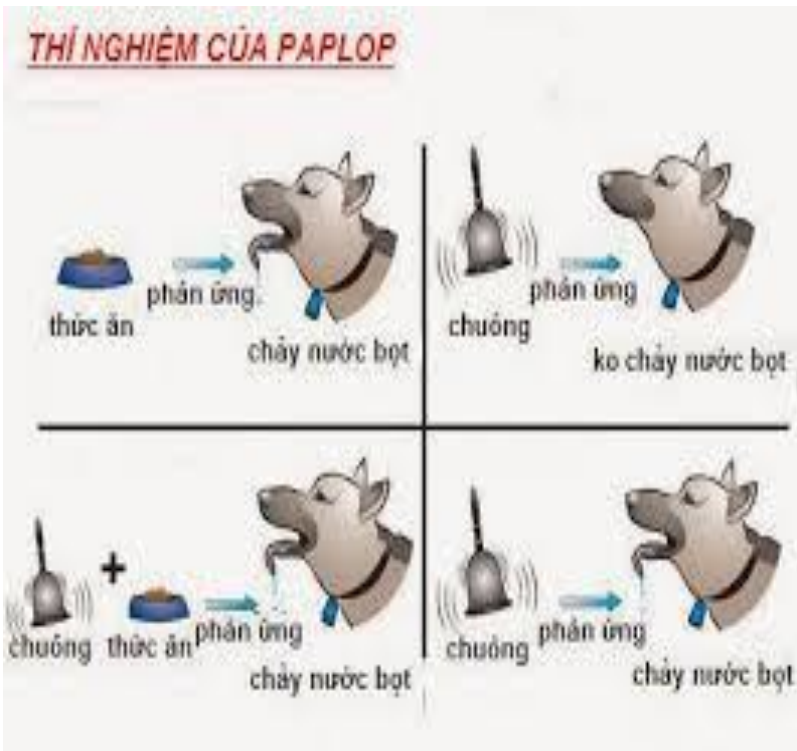 THÍ NGHIỆM CỦA PAPLOP
thức ăn
phản ứng.
chảy nước bọt
chuông
phản ứng
ko chảy nước bọt
chuông
+
thức ăn
phản ứng
chảy nước bọt
chuông
phản ứng
chảy nước bọt